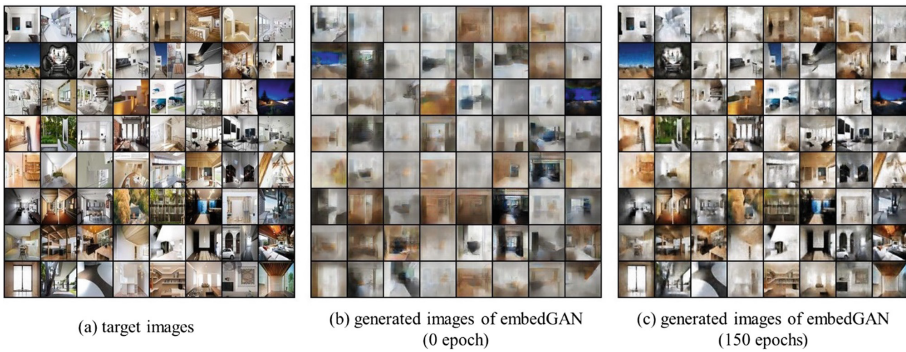 (a) target images
(b) generated images of embedGAN
(0 epoch)
(c) generated images of embedGAN
(150 epochs)